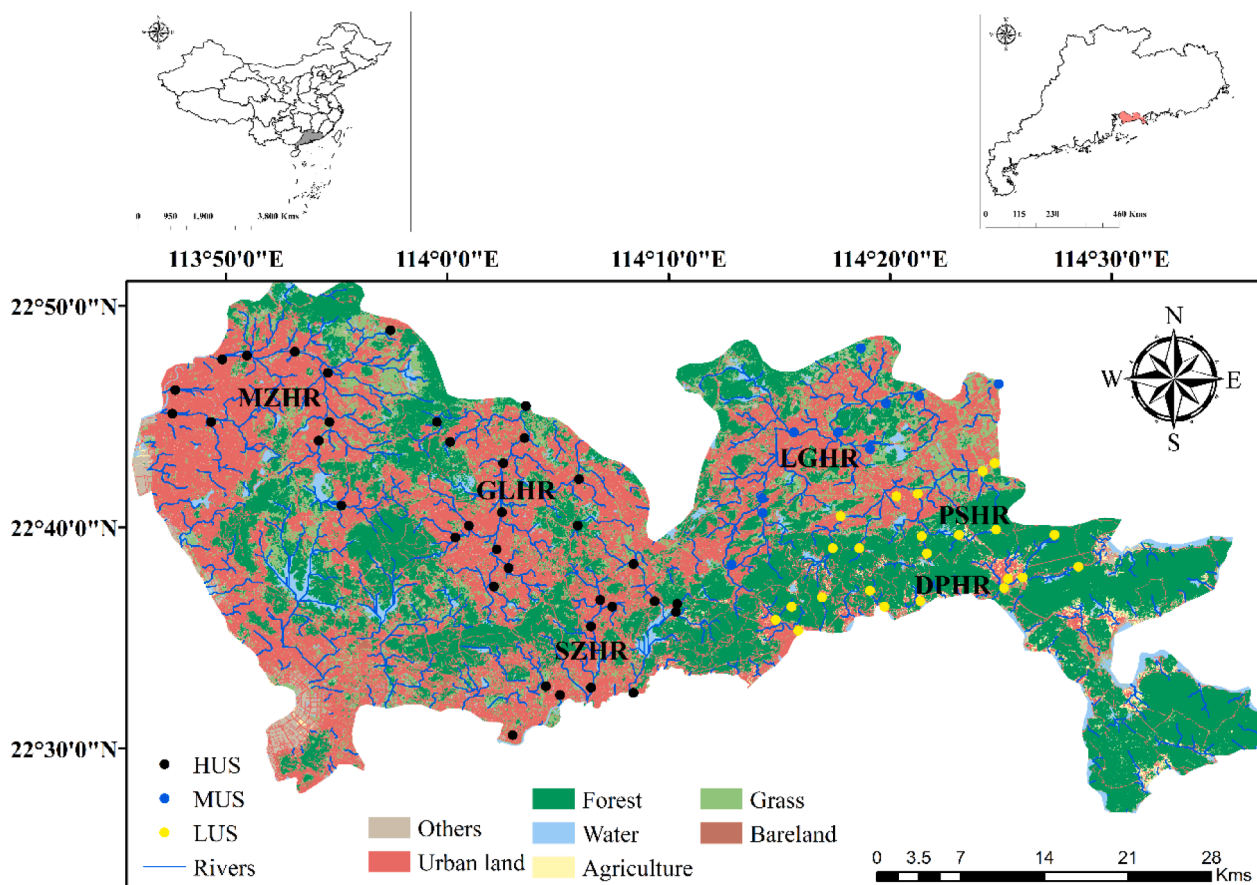 N
W E
S
0 950 1,900 3,800 Kms
N
W E
S
0 115 230 460 Kms
113°50'0"E 114°0'0"E 114°10'0"E 114°20'0"E 114°30'0"E
22°50'0"N
22°40'0"N
22°30'0"N
N
W E
S
MZHR
GLHR
LGHR
PSHR
DPHR
SZHR
HUS
MUS
LUS
Rivers
Others
Urban land
Forest
Water
Agriculture
Grass
Bareland
0 3.5 7 14 21 28
Kms